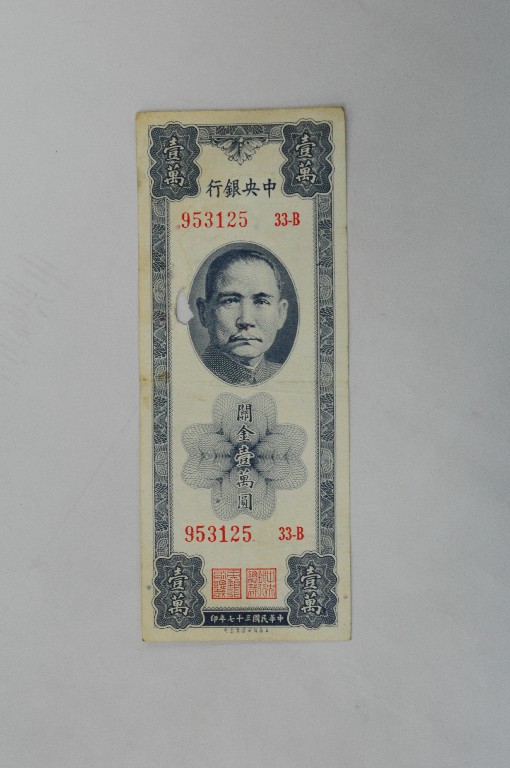 壹萬 壹萬
中央銀行
953125 33-B
關金壹萬圓
953125 33-B
壹萬 壹萬
中華民國三十七年印